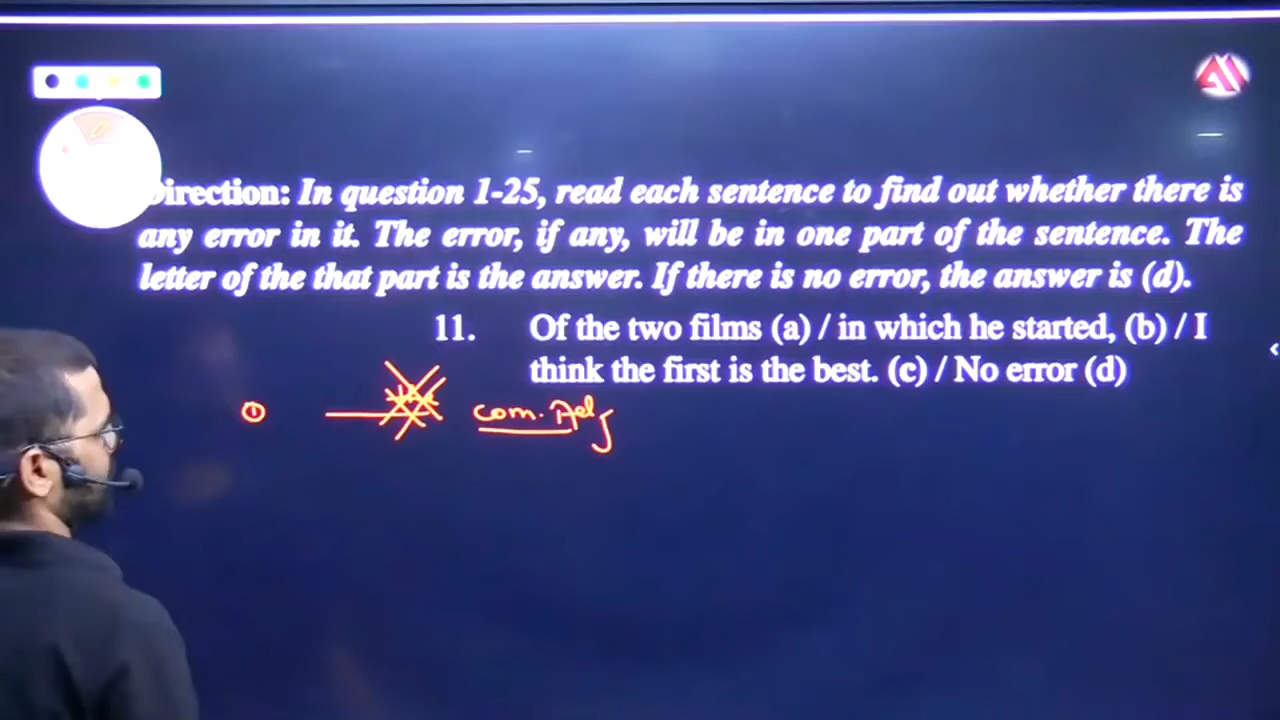 Direction: In question 1-25, read each sentence to find out whether there is
any error in it. The error, if any, will be in one part of the sentence. The
letter of the that part is the answer. If there is no error, the answer is (d).
11. Of the two films (a) / in which he started, (b) / I
think the first is the best. (c) / No error (d)
① com. Adj